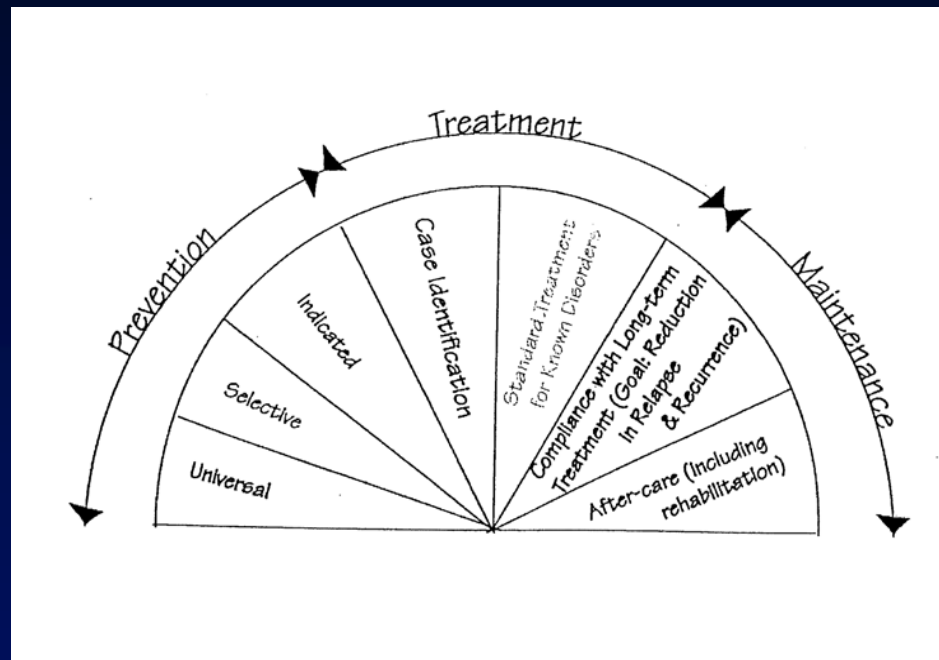 Treatment
Prevention
Maintenance
Universal
Selective
Indicated
Case Identification
Standard Treatment
for Known Disorders
Compliance with Long-term
Treatment (Goal: Reduction
in Relapse
& Recurrence)
After-care (Including
rehabilitation)